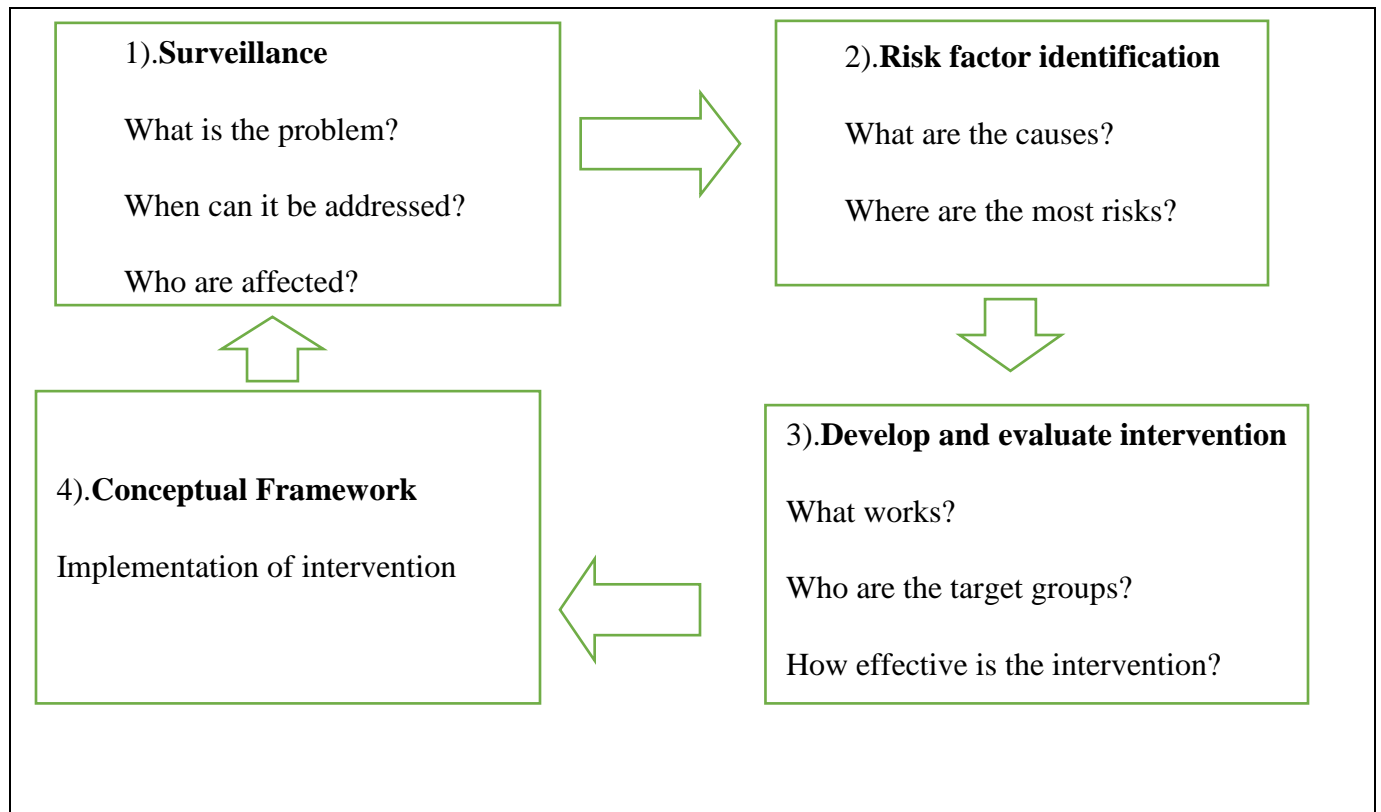 1).Surveillance
What is the problem?
When can it be addressed?
Who are affected?
2).Risk factor identification
What are the causes?
Where are the most risks?
3).Develop and evaluate intervention
What works?
Who are the target groups?
How effective is the intervention?
4).Conceptual Framework
Implementation of intervention